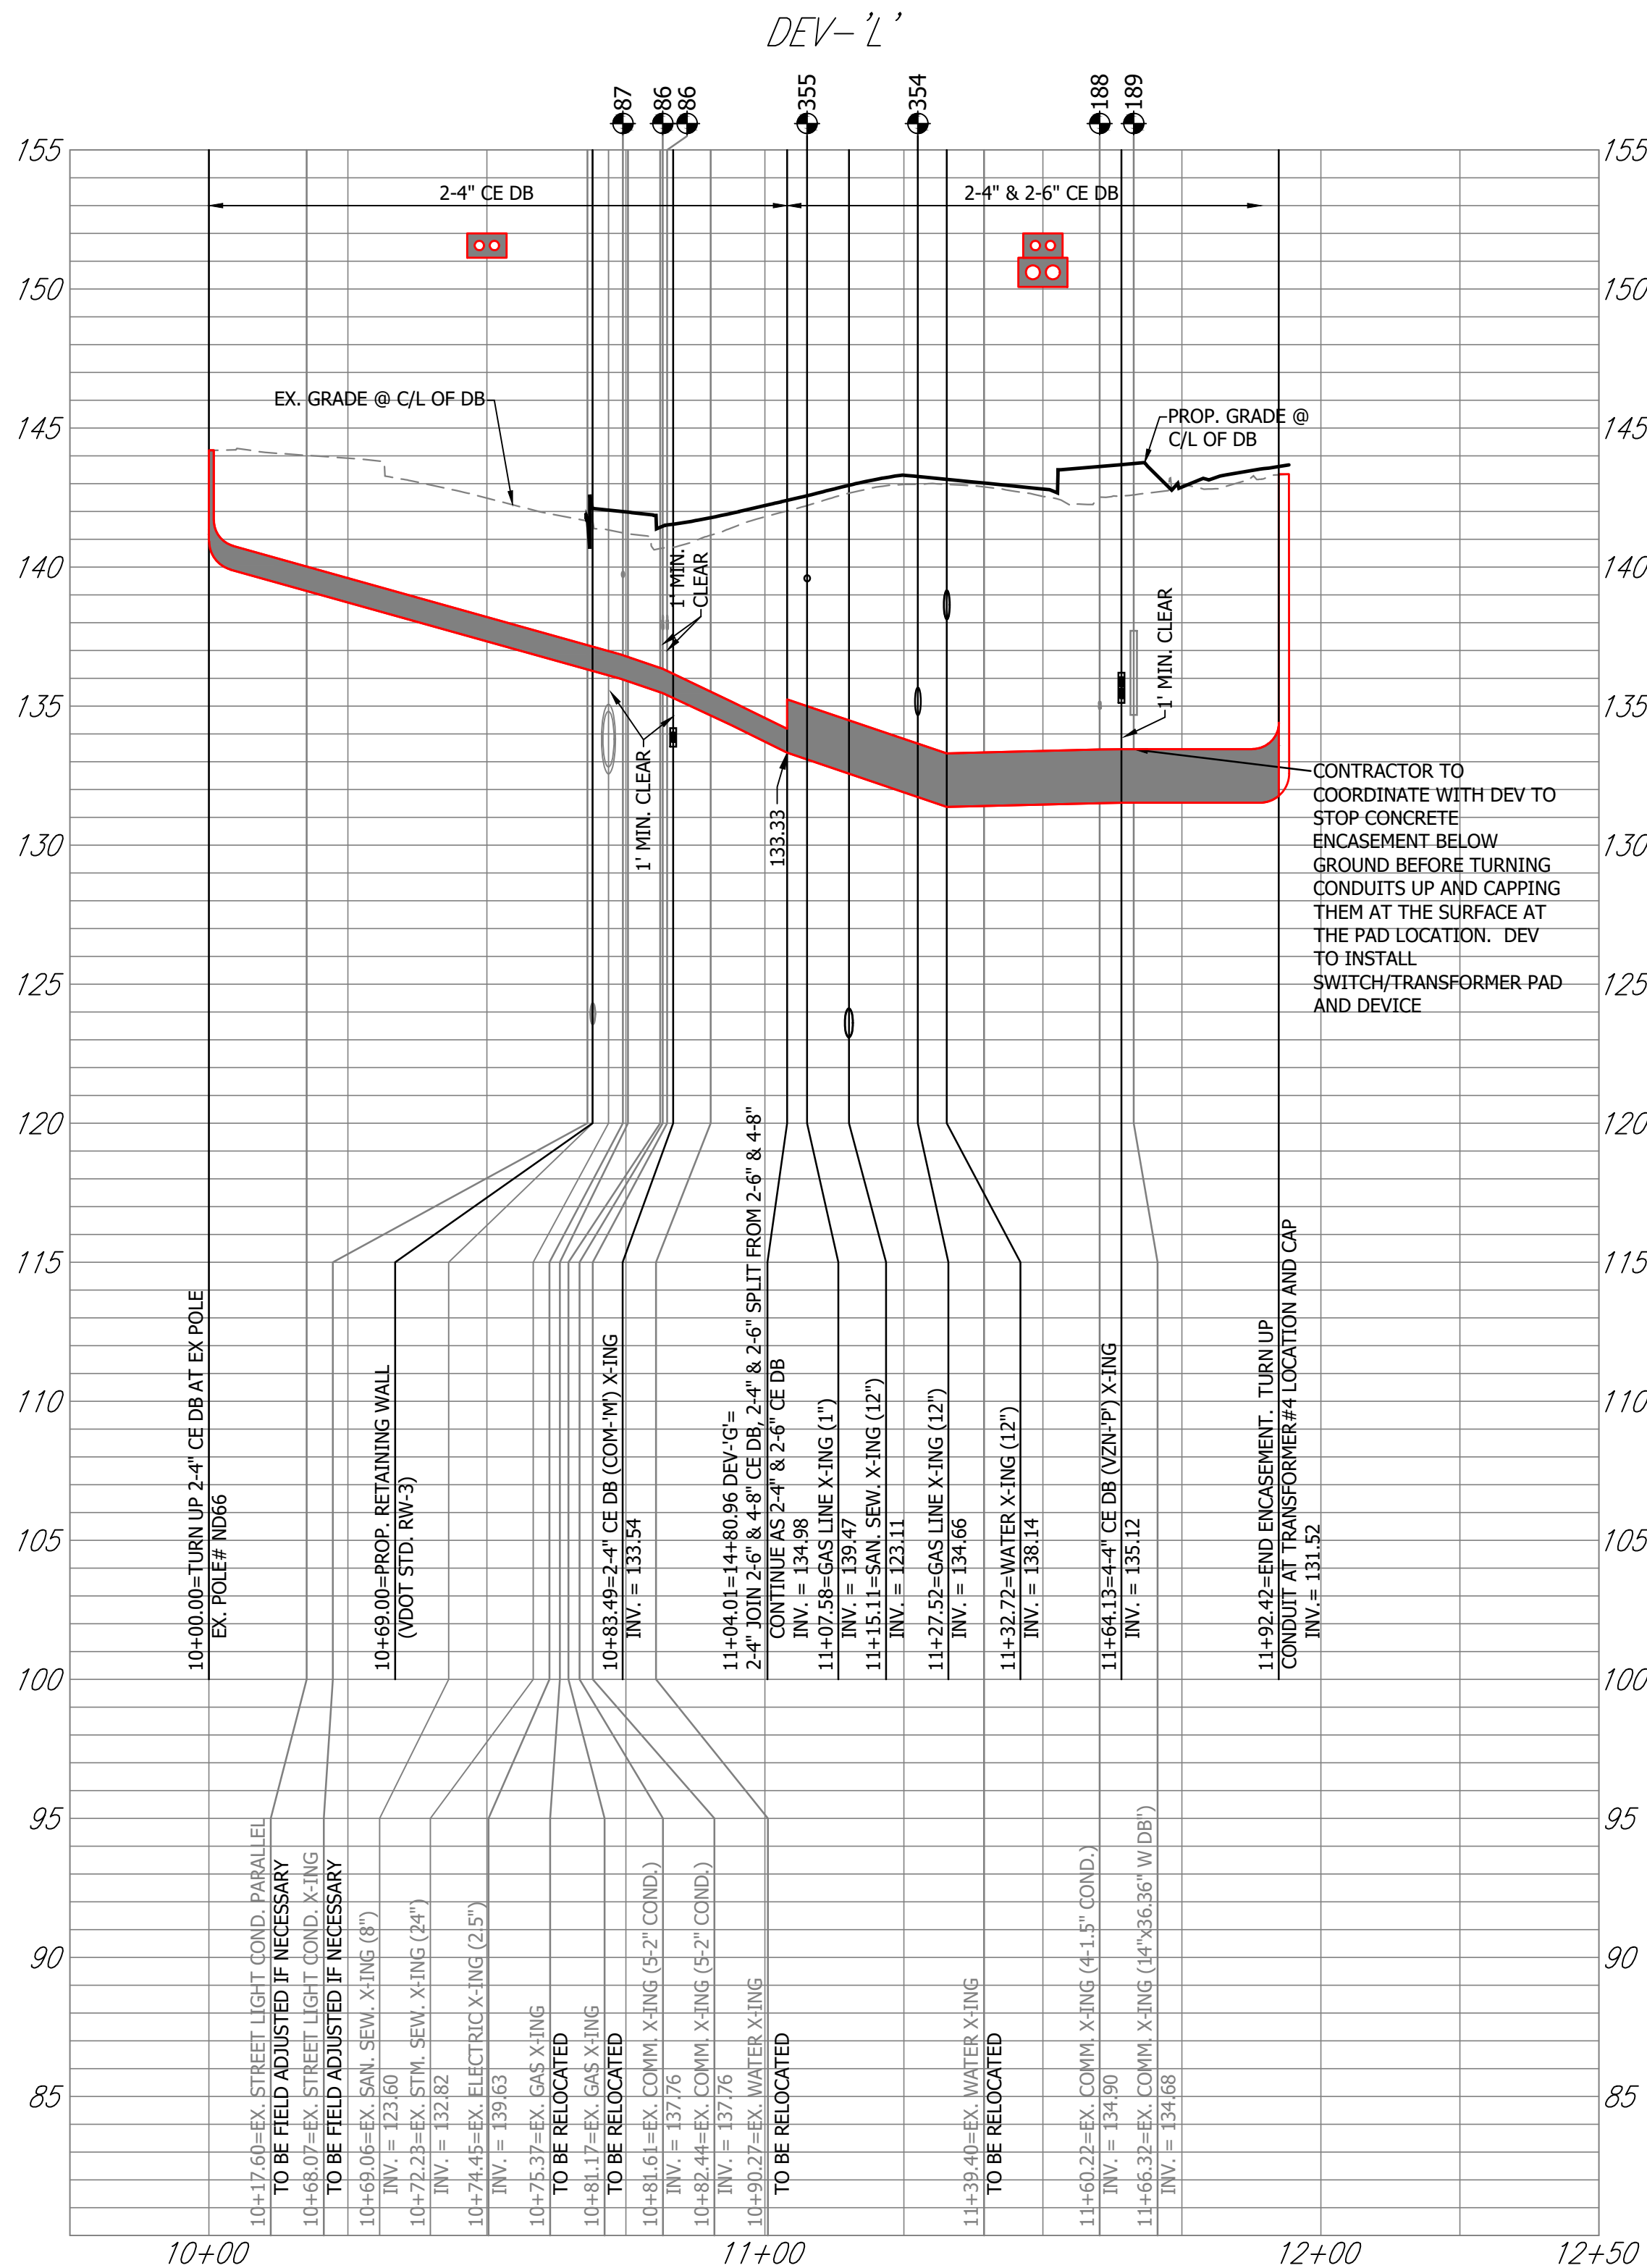 DEV-'L'
87
86
86
355
354
188
189
155
155
2-4" CE DB
2-4" & 2-6" CE DB
150
150
EX. GRADE @ C/L OF DB
PROP. GRADE @
C/L OF DB
145
145
140
140
1' MIN.
CLEAR
1' MIN. CLEAR
135
135
1' MIN. CLEAR
133.33
CONTRACTOR TO
COORDINATE WITH DEV TO
STOP CONCRETE
ENCASEMENT BELOW
GROUND BEFORE TURNING
CONDUITS UP AND CAPPING
THEM AT THE SURFACE AT
THE PAD LOCATION. DEV
TO INSTALL
SWITCH/TRANSFORMER PAD
AND DEVICE
130
130
125
125
120
120
115
115
110
110
105
105
100
100
10+00.00=TURN UP 2-4" CE DB AT EX POLE
EX. POLE# ND66
10+69.00=PROP. RETAINING WALL
(VDOT STD. RW-3)
10+83.49=2-4" CE DB (COM-'M') X-ING
INV. = 133.54
11+04.01=14+80.96 DEV-'G'=
2-4" JOIN 2-6" & 4-8" CE DB, 2-4" & 2-6" SPLIT FROM 2-6" & 4-8"
CONTINUE AS 2-4" & 2-6" CE DB
INV. = 134.98
11+07.58=GAS LINE X-ING (1")
INV. = 139.47
11+15.11=SAN. SEW. X-ING (12")
INV. = 123.11
11+27.52=GAS LINE X-ING (12")
INV. = 134.66
11+32.72=WATER X-ING (12")
INV. = 138.14
11+64.13=4-4" CE DB (VZN-'P') X-ING
INV. = 135.12
11+92.42=END ENCASEMENT. TURN UP
CONDUIT AT TRANSFORMER#4 LOCATION AND CAP
INV.= 131.52
95
95
90
90
85
85
10+17.60=EX. STREET LIGHT COND. PARALLEL
TO BE FIELD ADJUSTED IF NECESSARY
10+68.07=EX. STREET LIGHT COND. X-ING
TO BE FIELD ADJUSTED IF NECESSARY
10+69.06=EX. SAN. SEW. X-ING (8")
INV. = 123.60
10+72.23=EX. STM. SEW. X-ING (24")
INV. = 132.82
10+74.45=EX. ELECTRIC X-ING (2.5")
INV. = 139.63
10+75.37=EX. GAS X-ING
TO BE RELOCATED
10+81.17=EX. GAS X-ING
TO BE RELOCATED
10+81.61=EX. COMM. X-ING (5-2" COND.)
INV. = 137.76
10+82.44=EX. COMM. X-ING (5-2" COND.)
INV. = 137.76
10+90.27=EX. WATER X-ING
TO BE RELOCATED
11+39.40=EX. WATER X-ING
TO BE RELOCATED
11+60.22=EX. COMM. X-ING (4-1.5" COND.)
INV. = 134.90
11+66.32=EX. COMM. X-ING (14"x36.36" W DB")
INV. = 134.68
10+00
11+00
12+00
12+50